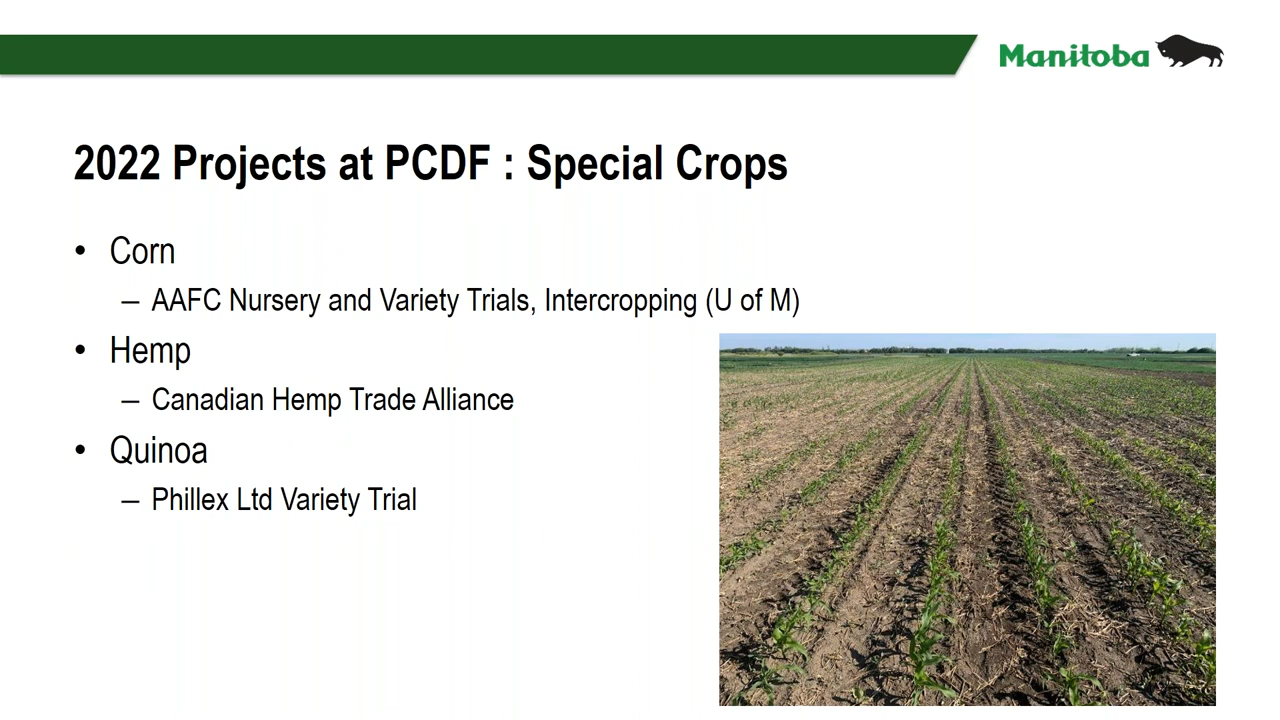 Manitoba
2022 Projects at PCDF : Special Crops
• Corn
– AAFC Nursery and Variety Trials, Intercropping (U of M)
• Hemp
– Canadian Hemp Trade Alliance
• Quinoa
– Phillex Ltd Variety Trial